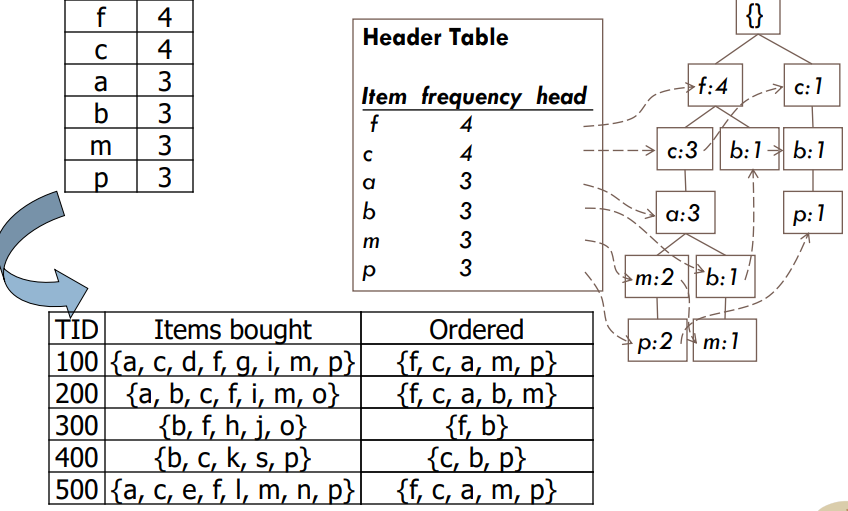 f 4
c 4
a 3
b 3
m 3
p 3
Header Table
Item frequency head
f 4
c 4
a 3
b 3
m 3
p 3
{}
f:4 c:1
c:3 b:1 b:1
a:3 p:1
m:2 b:1
p:2 m:1
TID Items bought Ordered
100 {a, c, d, f, g, i, m, p} {f, c, a, m, p}
200 {a, b, c, f, i, m, o} {f, c, a, b, m}
300 {b, f, h, j, o} {f, b}
400 {b, c, k, s, p} {c, b, p}
500 {a, c, e, f, l, m, n, p} {f, c, a, m, p}